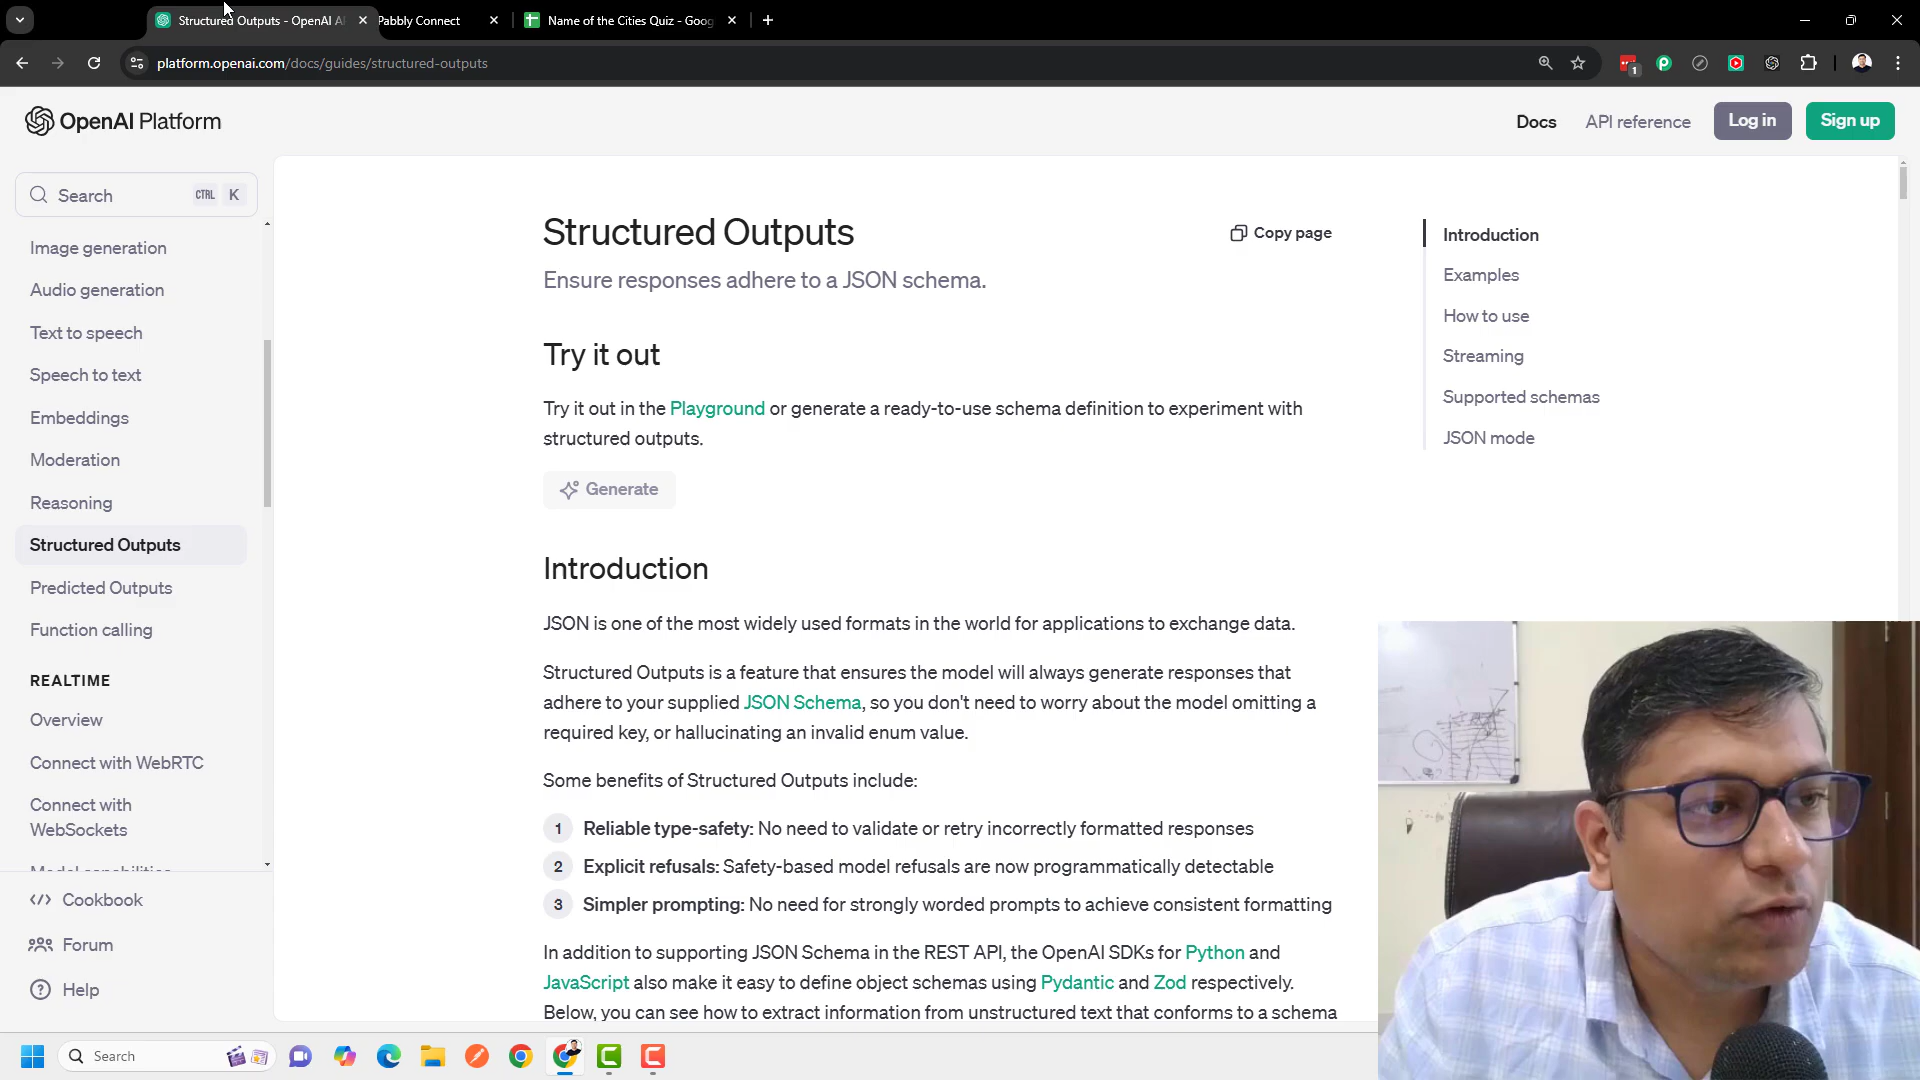 Structured Outputs - OpenAI A
Pabbly Connect
Name of the Cities Quiz - Goog
platform.openai.com/docs/guides/structured-outputs
1
OpenAI Platform
Docs
API reference
Log in
Sign up
Search
CTRL K
Image generation
Audio generation
Text to speech
Speech to text
Embeddings
Moderation
Reasoning
Structured Outputs
Predicted Outputs
Function calling
REALTIME
Overview
Connect with WebRTC
Connect with
WebSockets
Model capabilities
Cookbook
Forum
Help
Structured Outputs
Copy page
Ensure responses adhere to a JSON schema.
Try it out
Try it out in the Playground or generate a ready-to-use schema definition to experiment with
structured outputs.
Generate
Introduction
JSON is one of the most widely used formats in the world for applications to exchange data.
Structured Outputs is a feature that ensures the model will always generate responses that
adhere to your supplied JSON Schema, so you don't need to worry about the model omitting a
required key, or hallucinating an invalid enum value.
Some benefits of Structured Outputs include:
1 Reliable type-safety: No need to validate or retry incorrectly formatted responses
2 Explicit refusals: Safety-based model refusals are now programmatically detectable
3 Simpler prompting: No need for strongly worded prompts to achieve consistent formatting
In addition to supporting JSON Schema in the REST API, the OpenAI SDKs for Python and
JavaScript also make it easy to define object schemas using Pydantic and Zod respectively.
Below, you can see how to extract information from unstructured text that conforms to a schema
Introduction
Examples
How to use
Streaming
Supported schemas
JSON mode
Search